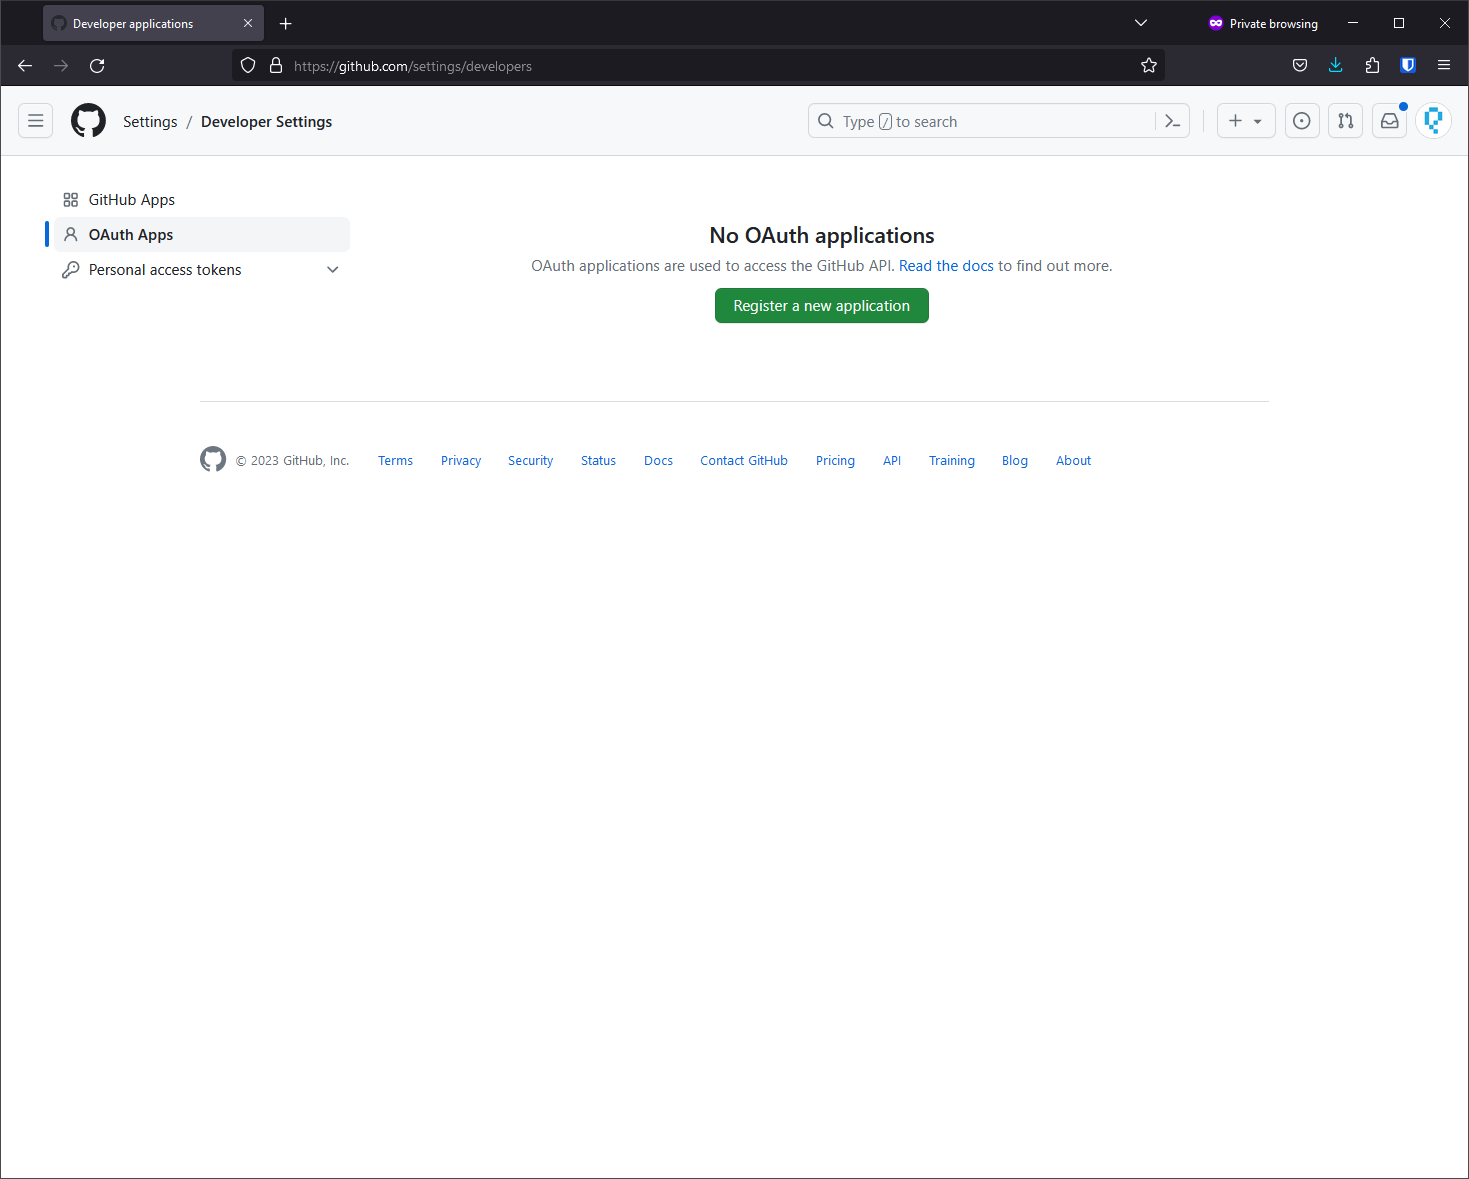 Developer applications
Private browsing
https://github.com/settings/developers
Settings / Developer Settings
Type / to search
GitHub Apps
OAuth Apps
Personal access tokens
No OAuth applications
OAuth applications are used to access the GitHub API. Read the docs to find out more.
Register a new application
© 2023 GitHub, Inc. Terms Privacy Security Status Docs Contact GitHub Pricing API Training Blog About